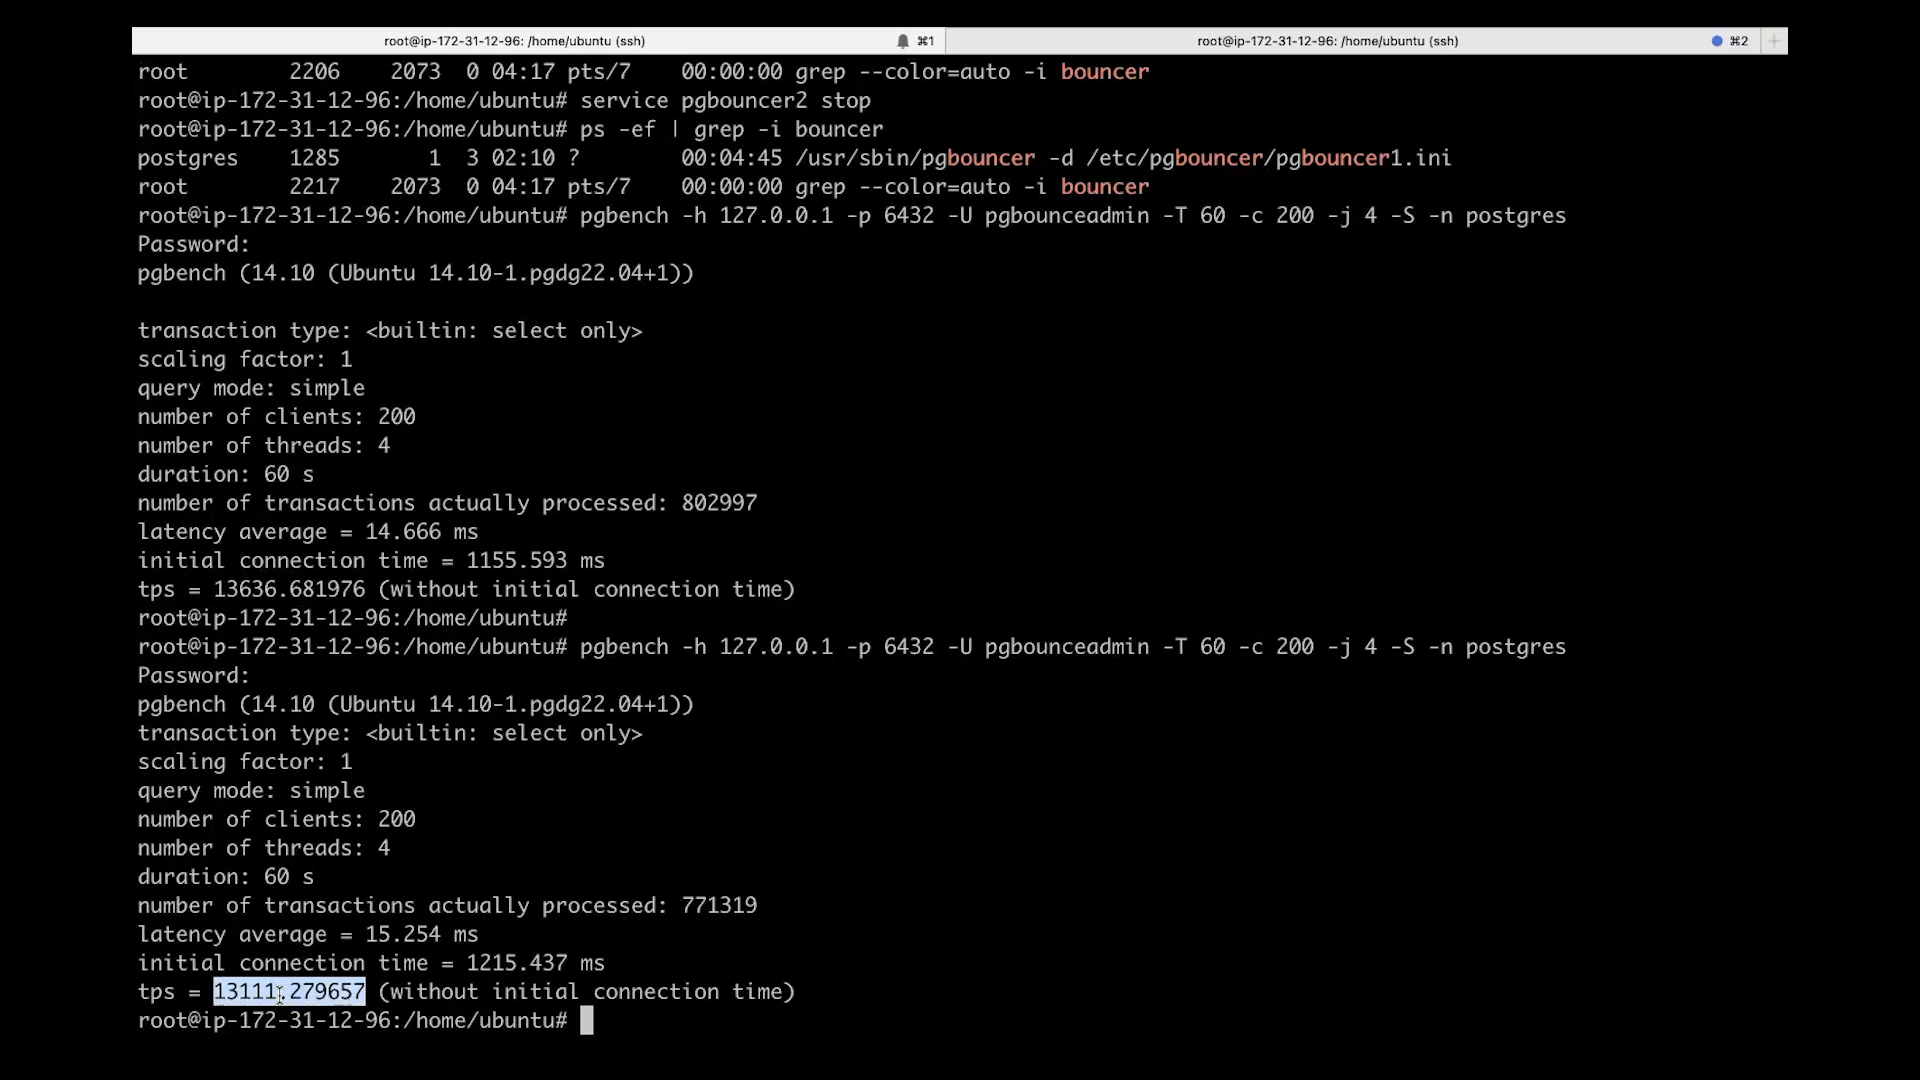 root@ip-172-31-12-96: /home/ubuntu (ssh) ⌘1 root@ip-172-31-12-96: /home/ubuntu (ssh) ⌘2 +
root 2206 2073 0 04:17 pts/7 00:00:00 grep --color=auto -i bouncer
root@ip-172-31-12-96:/home/ubuntu# service pgbouncer2 stop
root@ip-172-31-12-96:/home/ubuntu# ps -ef | grep -i bouncer
postgres 1285 1 3 02:10 ? 00:04:45 /usr/sbin/pgbouncer -d /etc/pgbouncer/pgbouncer1.ini
root 2217 2073 0 04:17 pts/7 00:00:00 grep --color=auto -i bouncer
root@ip-172-31-12-96:/home/ubuntu# pgbench -h 127.0.0.1 -p 6432 -U pgbounceadmin -T 60 -c 200 -j 4 -S -n postgres
Password:
pgbench (14.10 (Ubuntu 14.10-1.pgdg22.04+1))
transaction type: <builtin: select only>
scaling factor: 1
query mode: simple
number of clients: 200
number of threads: 4
duration: 60 s
number of transactions actually processed: 802997
latency average = 14.666 ms
initial connection time = 1155.593 ms
tps = 13636.681976 (without initial connection time)
root@ip-172-31-12-96:/home/ubuntu#
root@ip-172-31-12-96:/home/ubuntu# pgbench -h 127.0.0.1 -p 6432 -U pgbounceadmin -T 60 -c 200 -j 4 -S -n postgres
Password:
pgbench (14.10 (Ubuntu 14.10-1.pgdg22.04+1))
transaction type: <builtin: select only>
scaling factor: 1
query mode: simple
number of clients: 200
number of threads: 4
duration: 60 s
number of transactions actually processed: 771319
latency average = 15.254 ms
initial connection time = 1215.437 ms
tps = 13111.279657 (without initial connection time)
root@ip-172-31-12-96:/home/ubuntu#